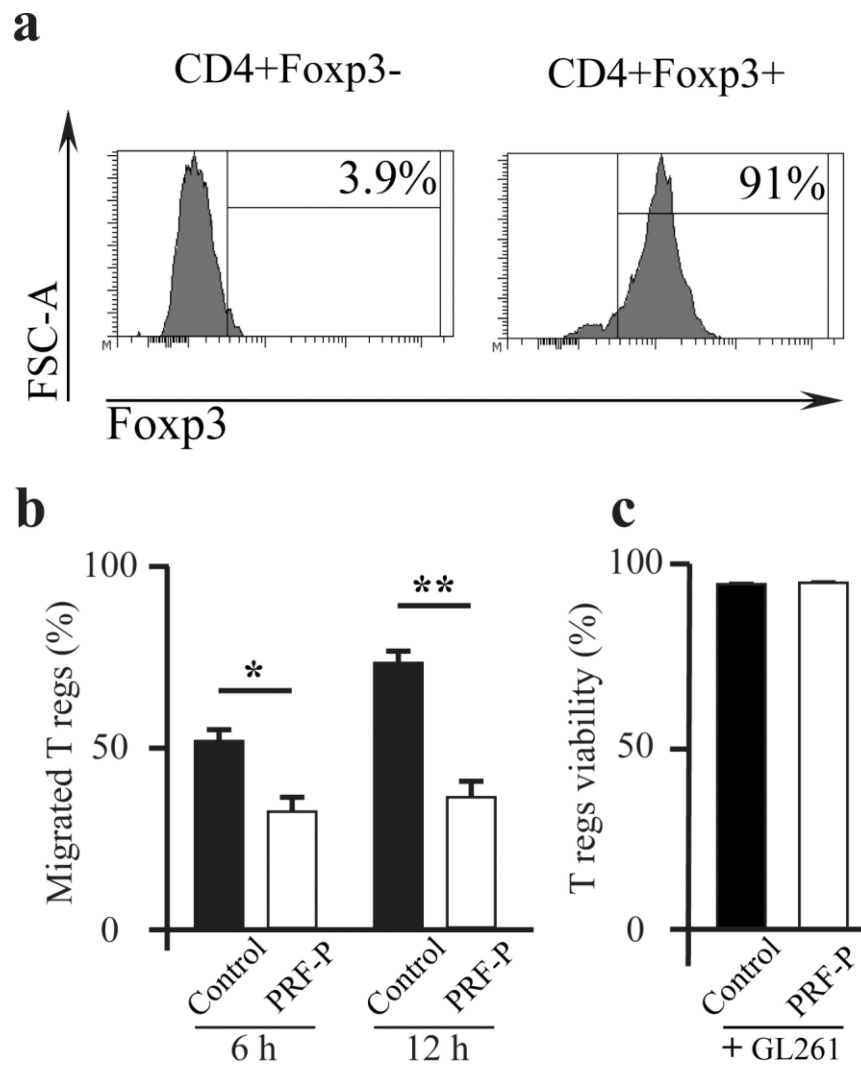 a
CD4+Foxp3-
CD4+Foxp3+
3.9%
91%
FSC-A
M
M
Foxp3
b
Migrated T regs (%)
100
50
0
*
**
Control
PRF-P
Control
PRF-P
6 h
12 h
c
T regs viability (%)
100
50
0
Control
PRF-P
+ GL261